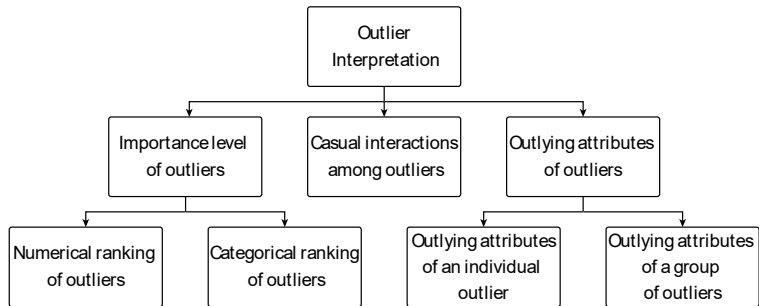 Outlier
Interpretation
Importance level
of outliers
Casual interactions
among outliers
Outlying attributes
of outliers
Numerical ranking
of outliers
Categorical ranking
of outliers
Outlying attributes
of an individual
outlier
Outlying attributes
of a group
of outliers